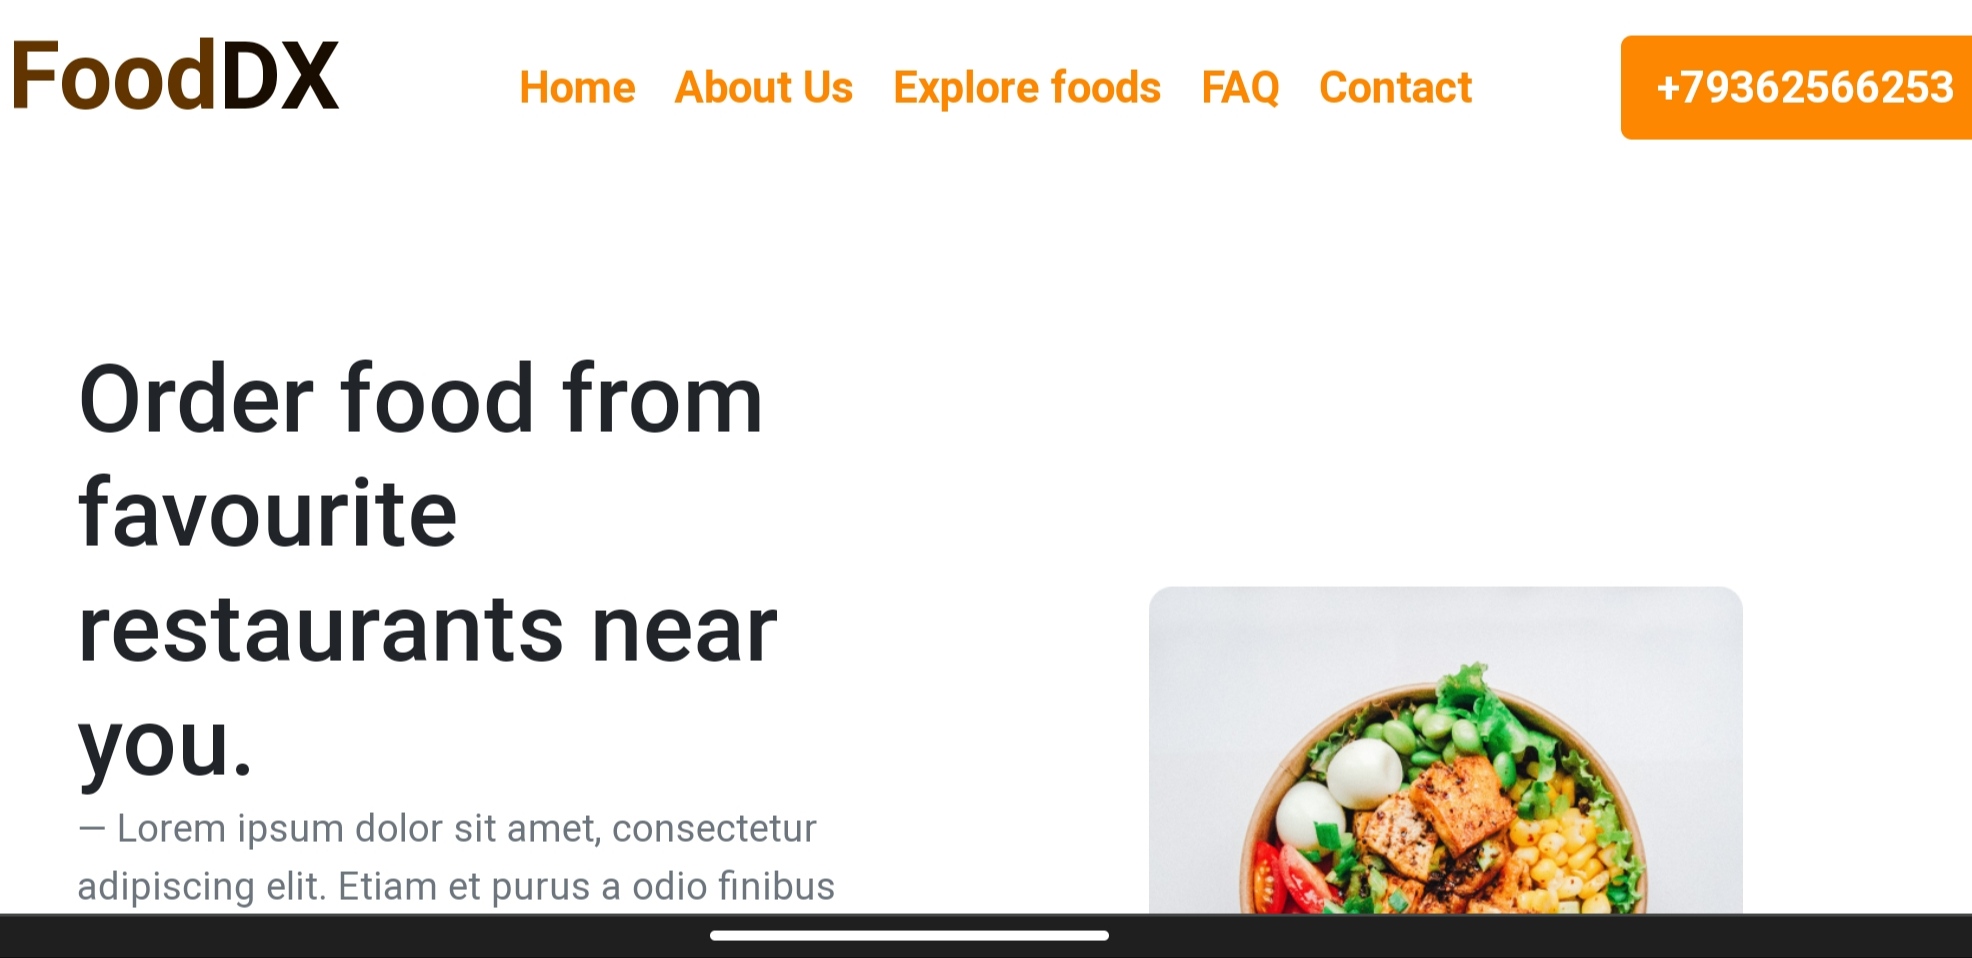 FoodDX
Home About Us Explore foods FAQ Contact
+79362566253
Order food from
favourite
restaurants near
you.
— Lorem ipsum dolor sit amet, consectetur
adipiscing elit. Etiam et purus a odio finibus